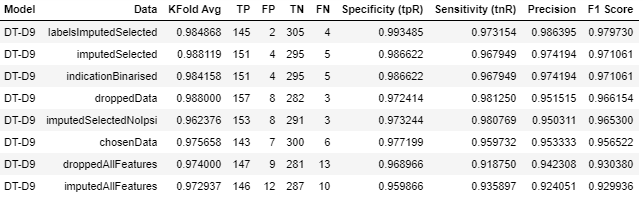 Model Data KFold Avg TP FP TN FN Specificity (tpR) Sensitivity (tnR) Precision F1 Score
DT-D9 labelsImputedSelected 0.984868 145 2 305 4 0.993485 0.973154 0.986395 0.979730
DT-D9 imputedSelected 0.988119 151 4 295 5 0.986622 0.967949 0.974194 0.971061
DT-D9 indicationBinarised 0.984158 151 4 295 5 0.986622 0.967949 0.974194 0.971061
DT-D9 droppedData 0.988000 157 8 282 3 0.972414 0.981250 0.951515 0.966154
DT-D9 imputedSelectedNoIpsi 0.962376 153 8 291 3 0.973244 0.980769 0.950311 0.965300
DT-D9 chosenData 0.975658 143 7 300 6 0.977199 0.959732 0.953333 0.956522
DT-D9 droppedAllFeatures 0.974000 147 9 281 13 0.968966 0.918750 0.942308 0.930380
DT-D9 imputedAllFeatures 0.972937 146 12 287 10 0.959866 0.935897 0.924051 0.929936